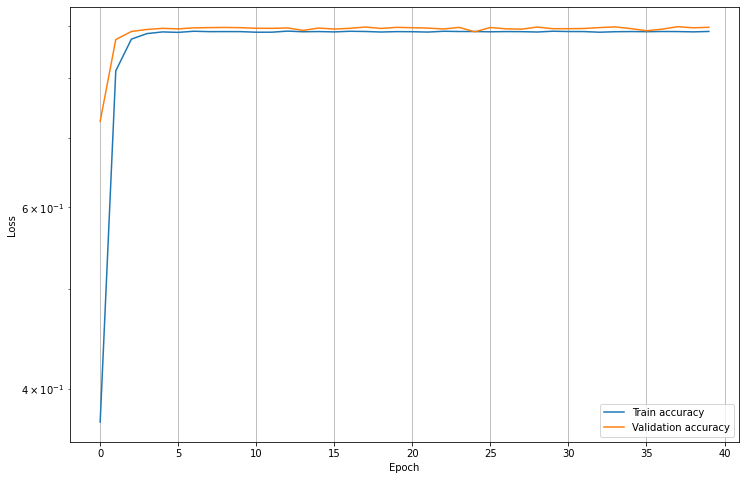 6 × 10⁻¹
Loss
4 × 10⁻¹
Train accuracy
Validation accuracy
0 5 10 15 20 25 30 35 40
Epoch